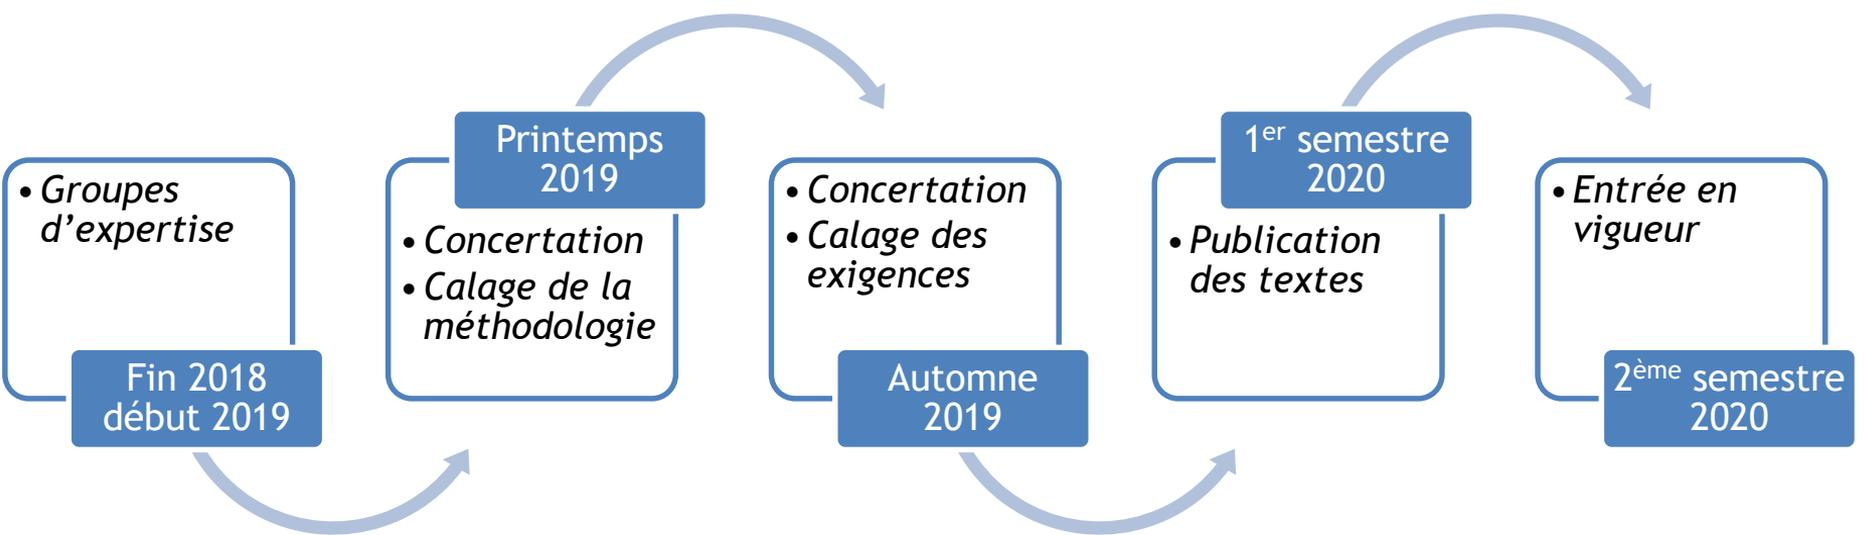 • Groupes
d’expertise
Fin 2018
début 2019
Printemps
2019
• Concertation
• Calage de la
méthodologie
• Concertation
• Calage des
exigences
Automne
2019
1er semestre
2020
• Publication
des textes
• Entrée en
vigueur
2ème semestre
2020